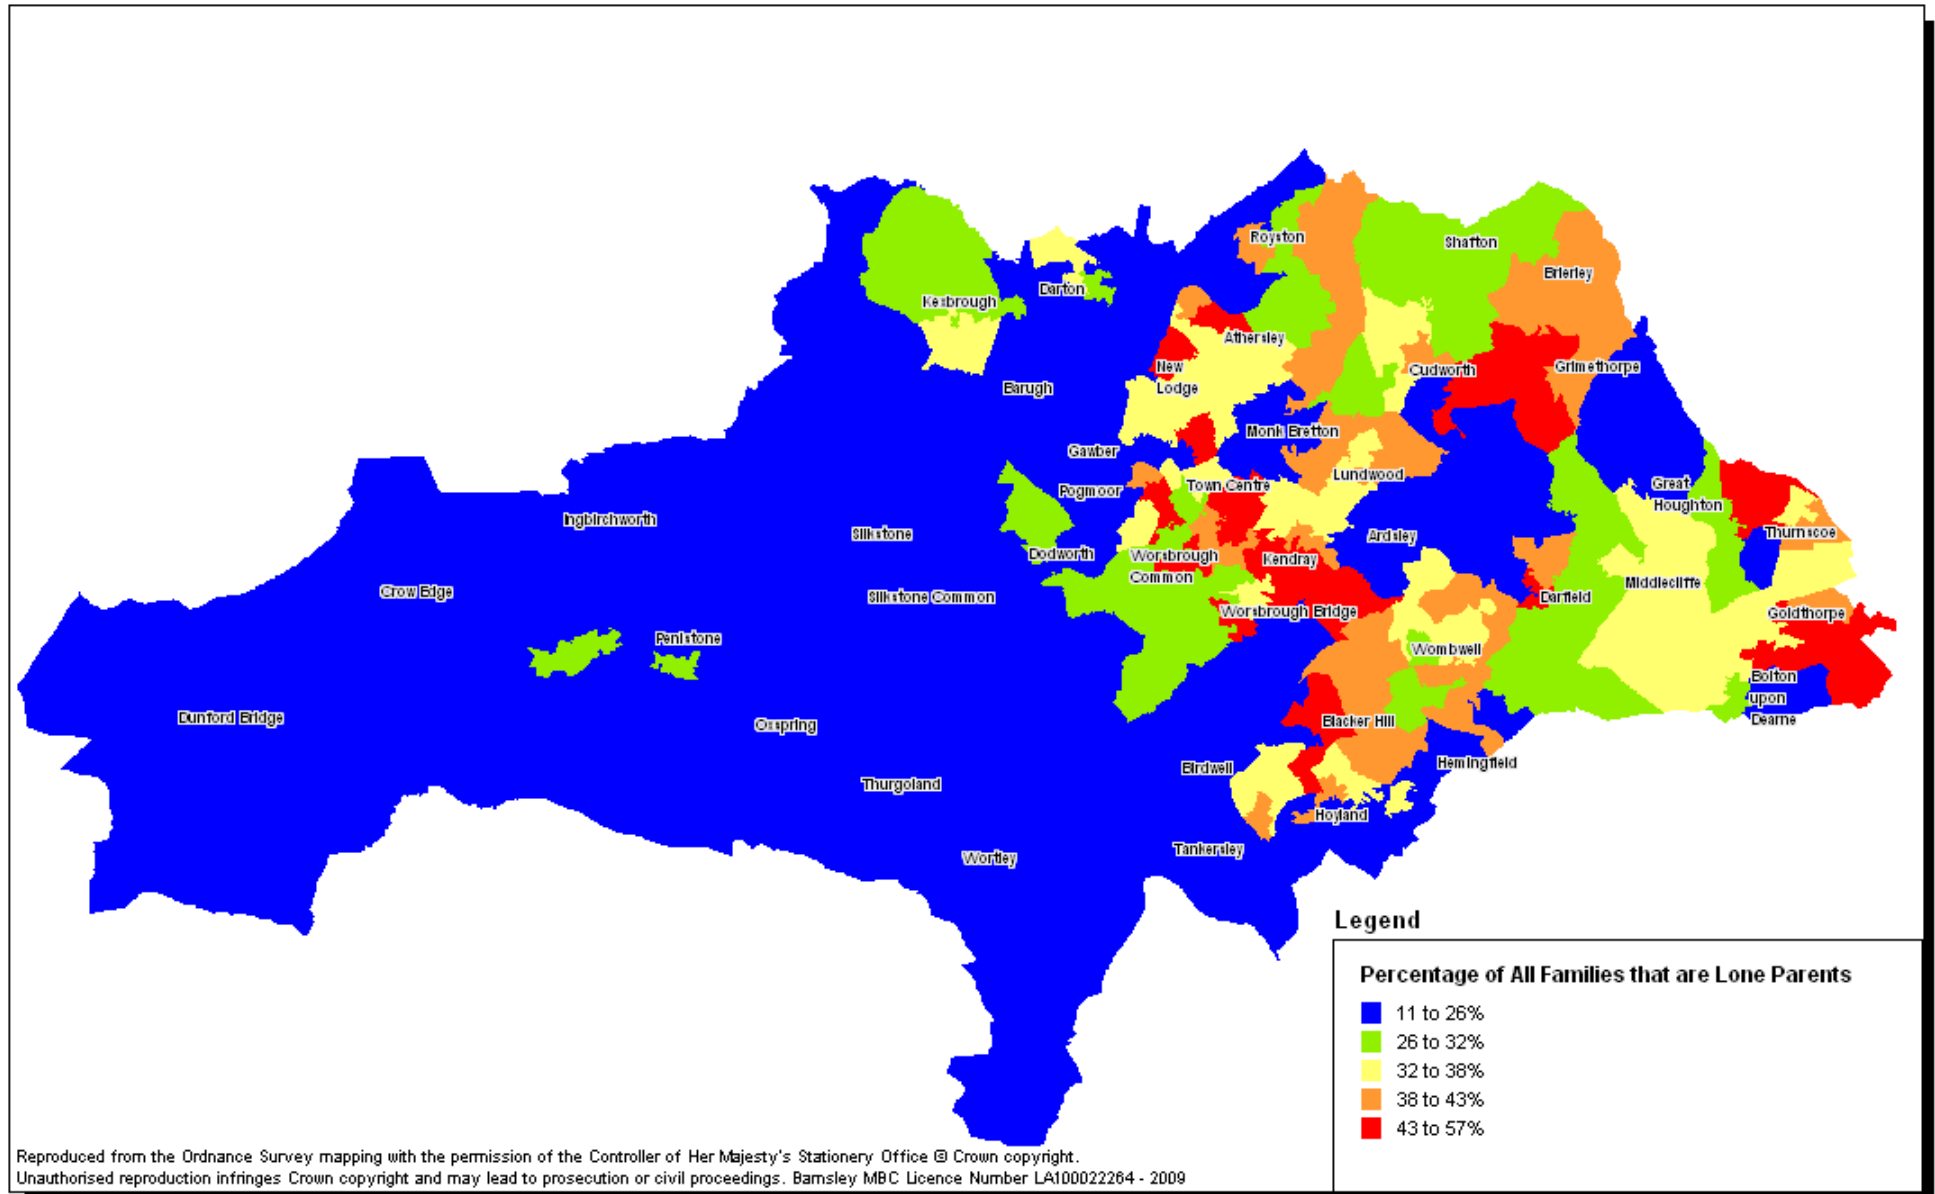 Royston
Shafton
Brierley
Kexbrough
Darton
Athersley
New
Lodge
Cudworth
Grimethorpe
Barugh
Monk Bretton
Gawber
Lundwood
Pogmoor
Town Centre
Great
Houghton
Ingbirchworth
Silkstone
Dodworth
Worsbrough
Common
Kendray
Ardsley
Thurnscoe
Middlecliffe
Crow Edge
Silkstone Common
Worsbrough Bridge
Darfield
Goldthorpe
Penistone
Wombwell
Bolton
upon
Dearne
Dunford Bridge
Oxspring
Blacker Hill
Birdwell
Hemingfield
Thurgoland
Hoyland
Wortley
Tankersley
Legend
Percentage of All Families that are Lone Parents
11 to 26%
26 to 32%
32 to 38%
38 to 43%
43 to 57%
Reproduced from the Ordnance Survey mapping with the permission of the Controller of Her Majesty's Stationery Office © Crown copyright.
Unauthorised reproduction infringes Crown copyright and may lead to prosecution or civil proceedings. Barnsley MBC Licence Number LA100022264 - 2009